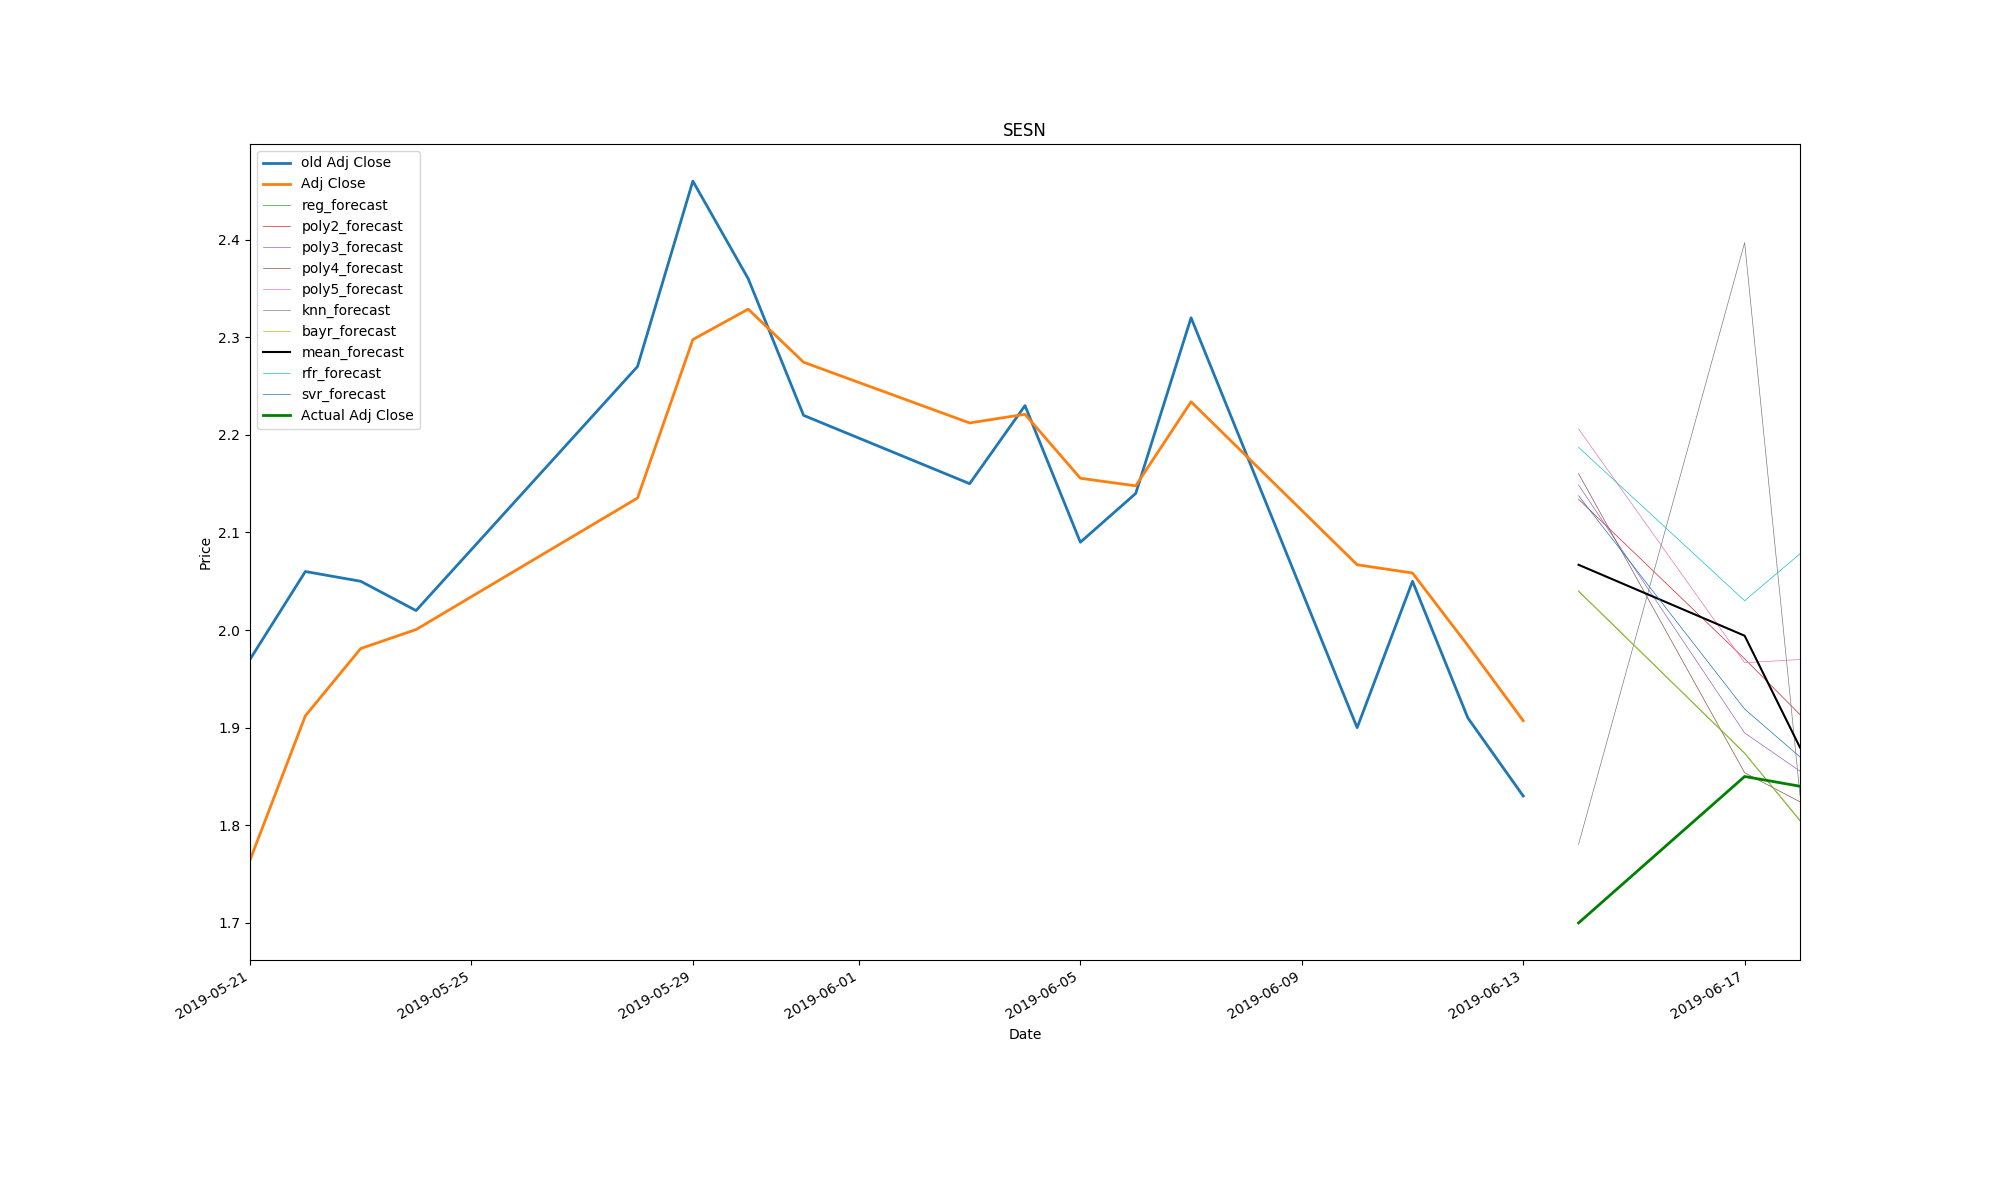 SESN
old Adj Close
Adj Close
reg_forecast
poly2_forecast
poly3_forecast
poly4_forecast
poly5_forecast
knn_forecast
bayr_forecast
mean_forecast
rfr_forecast
svr_forecast
Actual Adj Close
2.4
2.3
2.2
2.1
2.0
1.9
1.8
1.7
Price
2019-05-21
2019-05-25
2019-05-29
2019-06-01
2019-06-05
2019-06-09
2019-06-13
2019-06-17
Date